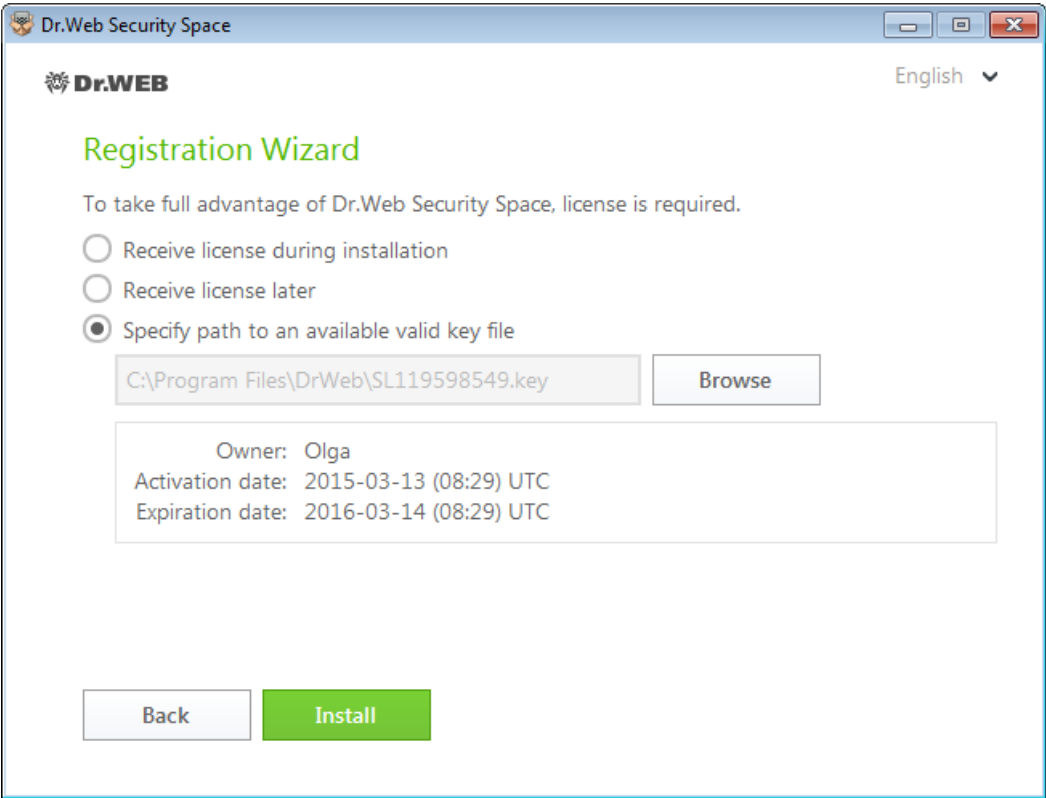 Dr.Web Security Space
Dr.WEB
English
Registration Wizard
To take full advantage of Dr.Web Security Space, license is required.
Receive license during installation
Receive license later
Specify path to an available valid key file
C:\Program Files\DrWeb\SL119598549.key
Browse
Owner: Olga
Activation date: 2015-03-13 (08:29) UTC
Expiration date: 2016-03-14 (08:29) UTC
Back
Install